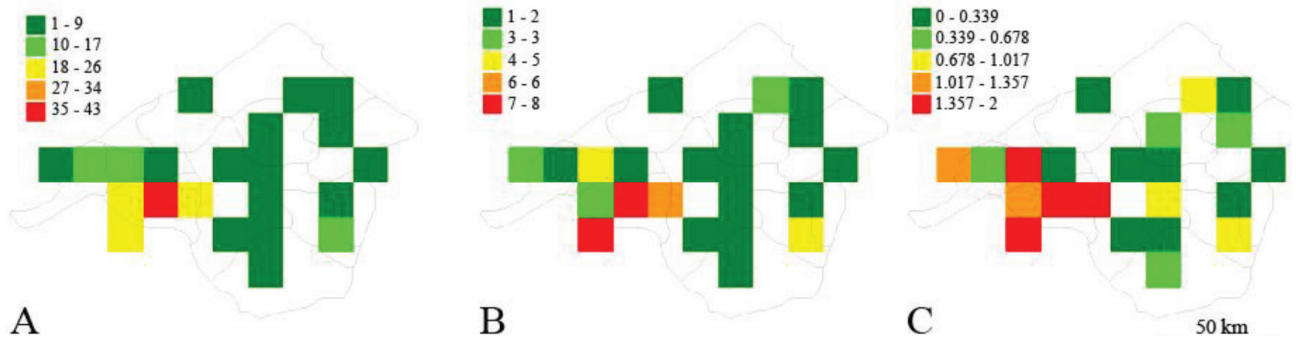 1 - 9
10 - 17
18 - 26
27 - 34
35 - 43
A
1 - 2
3 - 3
4 - 5
6 - 6
7 - 8
B
0 - 0.339
0.339 - 0.678
0.678 - 1.017
1.017 - 1.357
1.357 - 2
C
50 km